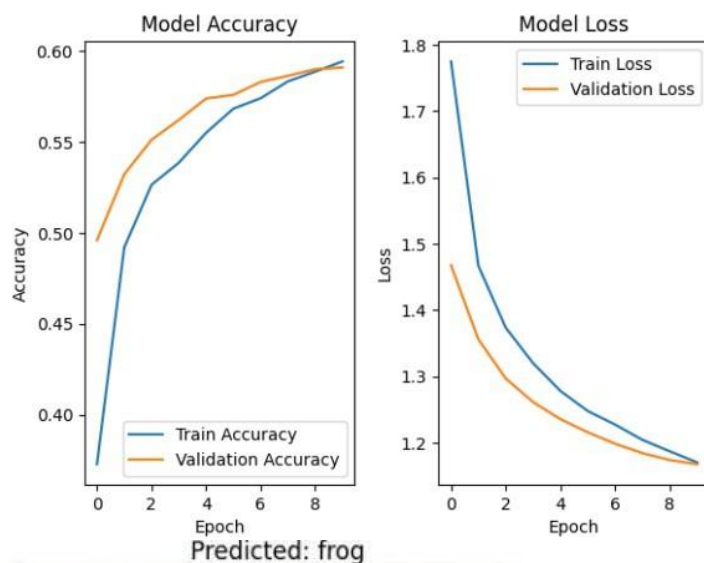 Model Accuracy
0.60
0.55
0.50
0.45
0.40
Accuracy
Train Accuracy
Validation Accuracy
0 2 4 6 8
Epoch
Model Loss
1.8
1.7
1.6
1.5
1.4
1.3
1.2
Loss
Train Loss
Validation Loss
0 2 4 6 8
Epoch
Predicted: frog